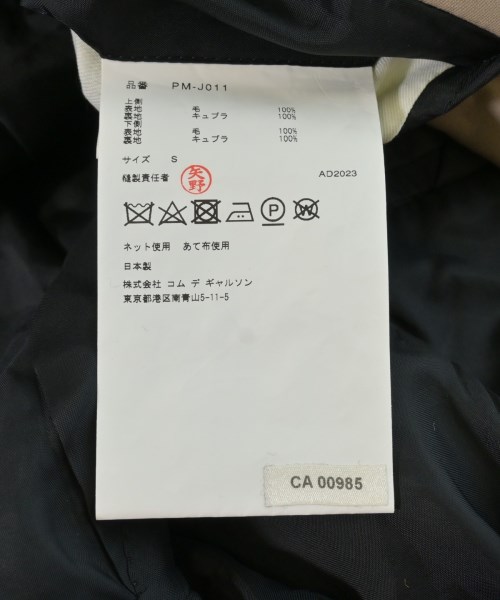 品番 PM-J011
上側
表地 毛 100%
裏地 キュプラ 100%
下側
表地 毛 100%
裏地 キュプラ 100%
サイズ S
縫製責任者 矢野 AD2023
P W
ネット使用 あて布使用
日本製
株式会社 コム デ ギャルソン
東京都港区南青山5-11-5
CA 00985